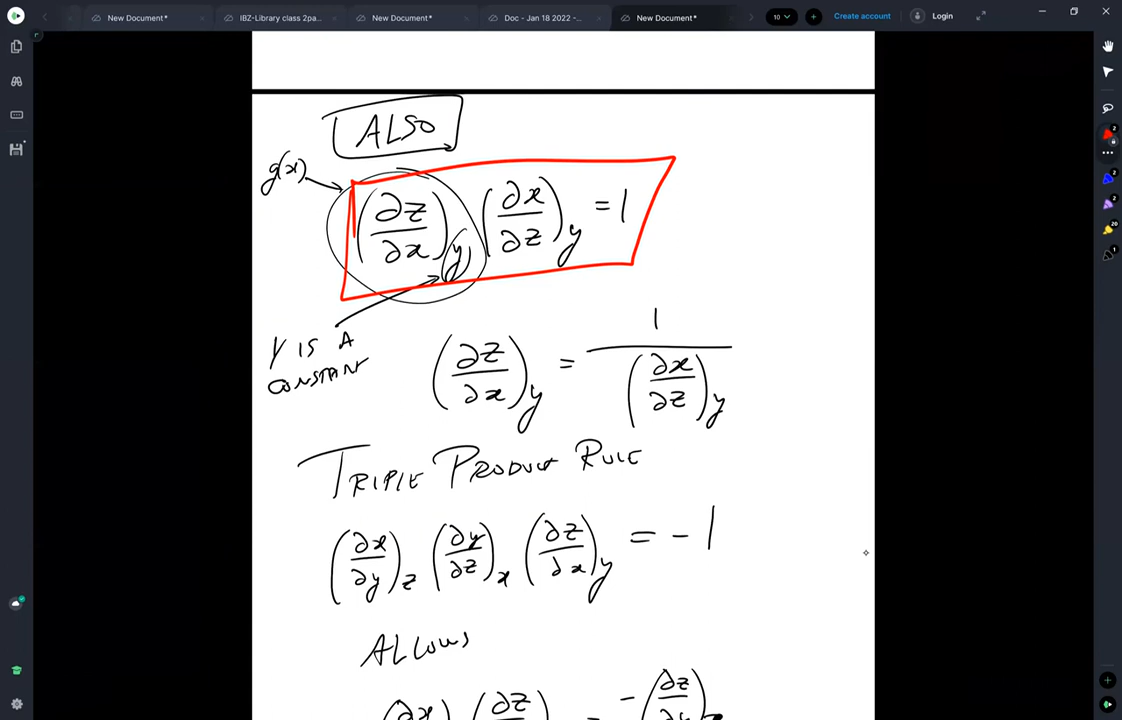 New Document*
IBZ-Library class 2pa...
New Document*
Doc - Jan 18 2022 -...
New Document*
10
Create account
Login
ALSO
g(x)
(∂z/∂x)_y (∂x/∂z)_y = 1
Y IS A
CONSTANT
(∂z/∂x)_y = 1/(∂x/∂z)_y
TRIPLE PRODUCT RULE
(∂x/∂y)_z (∂y/∂z)_x (∂z/∂x)_y = -1
ALLOWS